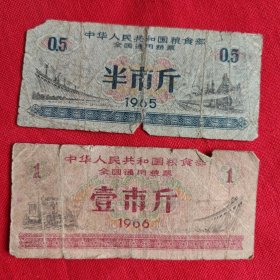 中华人民共和国粮食部
全国通用粮票
0.5 0.5
半市斤
1965
中华人民共和国粮食部
全国通用粮票
1 1
壹市斤
1966